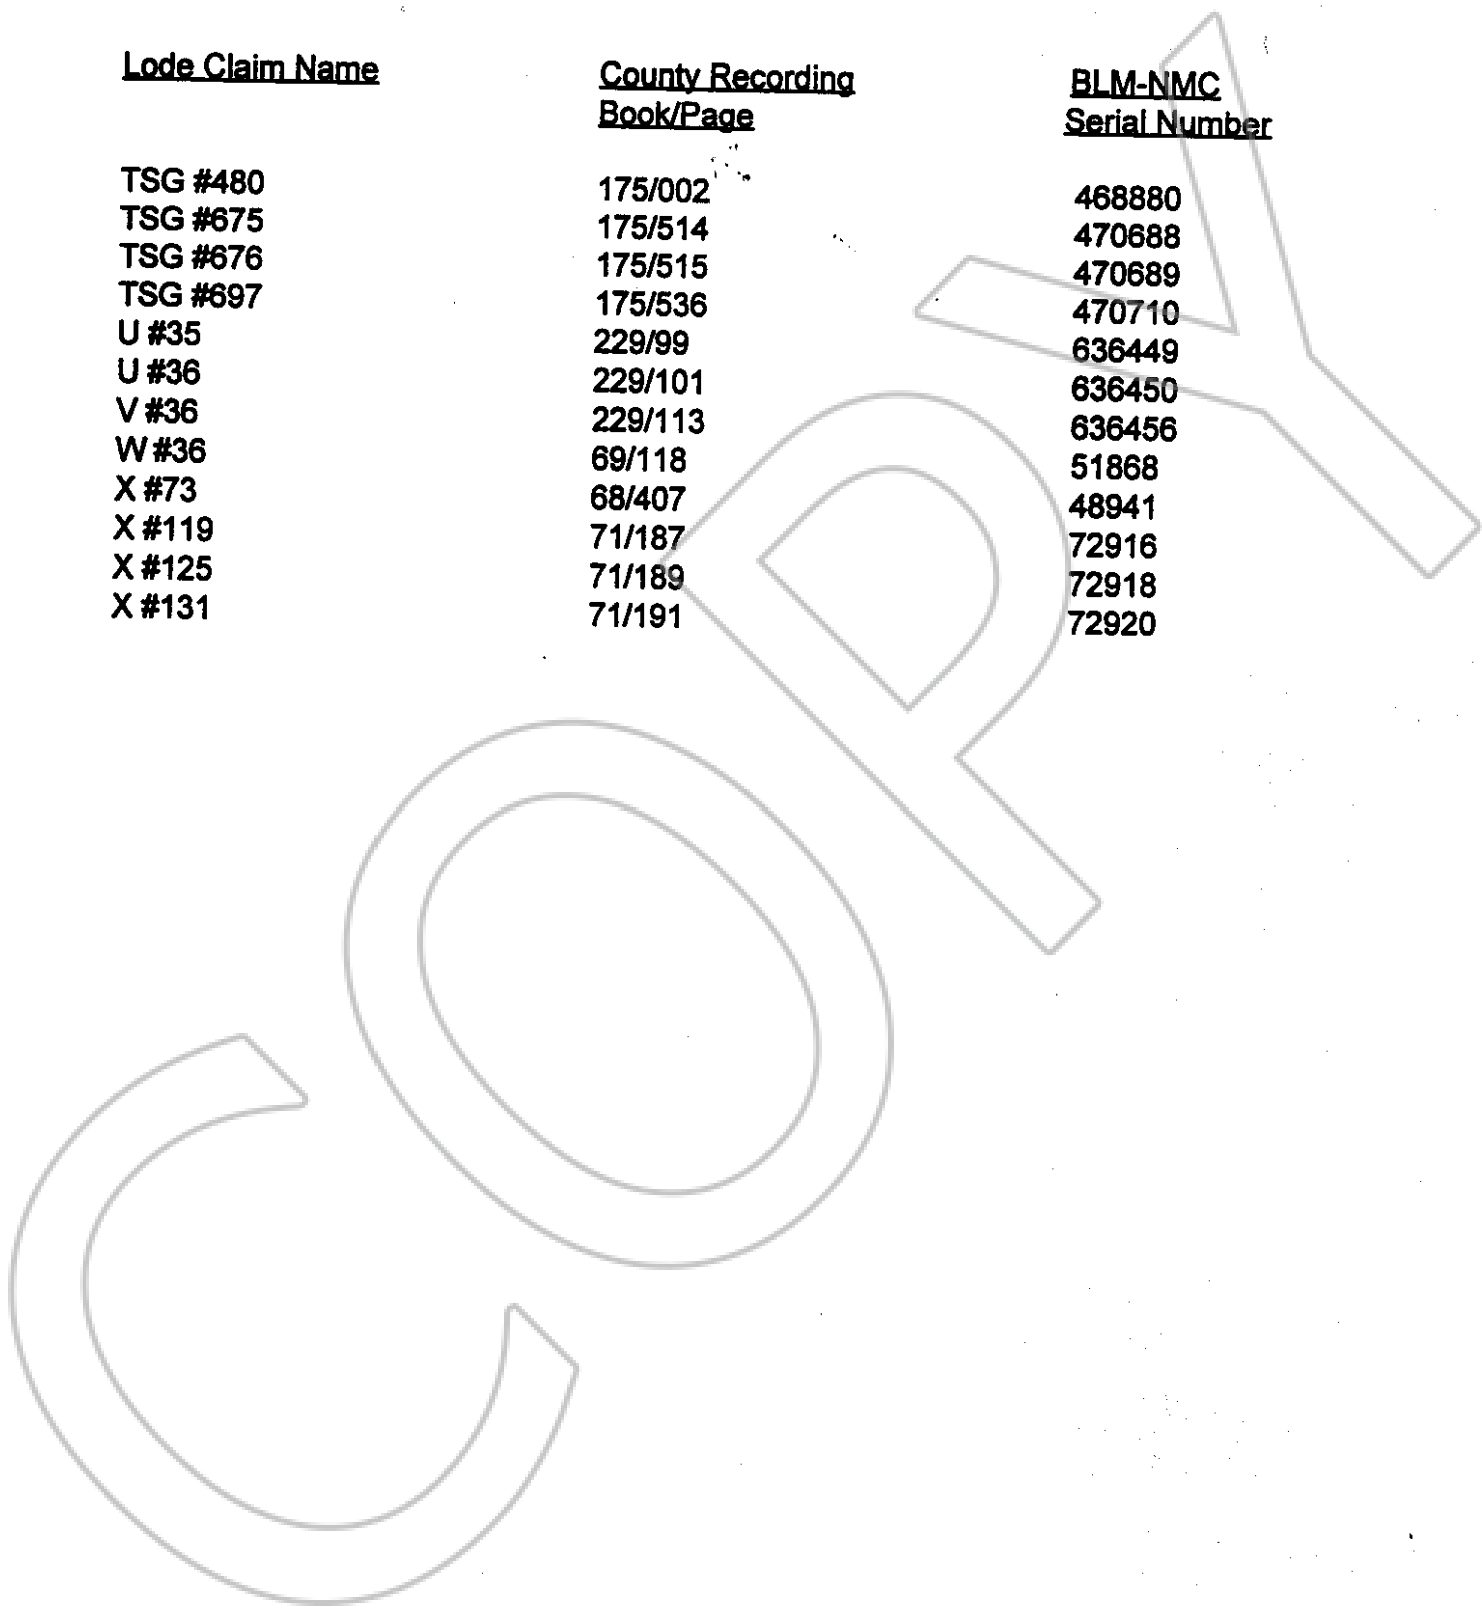 Lode Claim Name County Recording BLM-NMC
Book/Page Serial Number
TSG #480 175/002 468880
TSG #675 175/514 470688
TSG #676 175/515 470689
TSG #697 175/536 470710
U #35 229/99 636449
U #36 229/101 636450
V #36 229/113 636456
W #36 69/118 51868
X #73 68/407 48941
X #119 71/187 72916
X #125 71/189 72918
X #131 71/191 72920
COPY